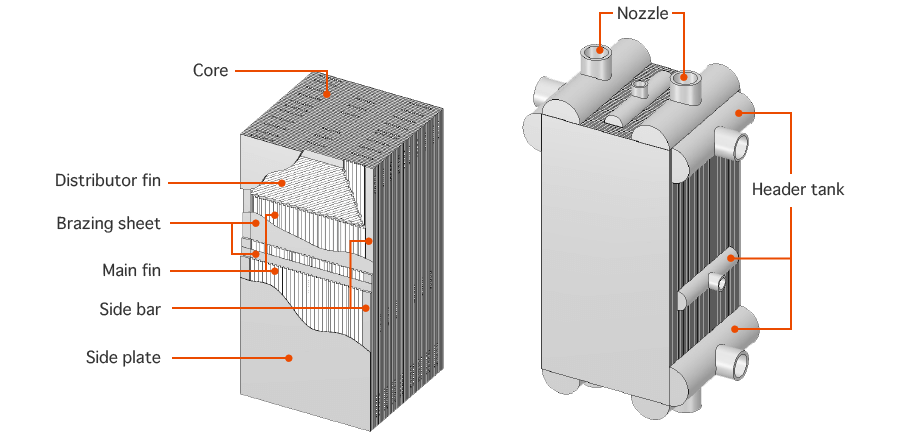 Nozzle
Core
Distributor fin
Brazing sheet
Main fin
Side bar
Side plate
Header tank